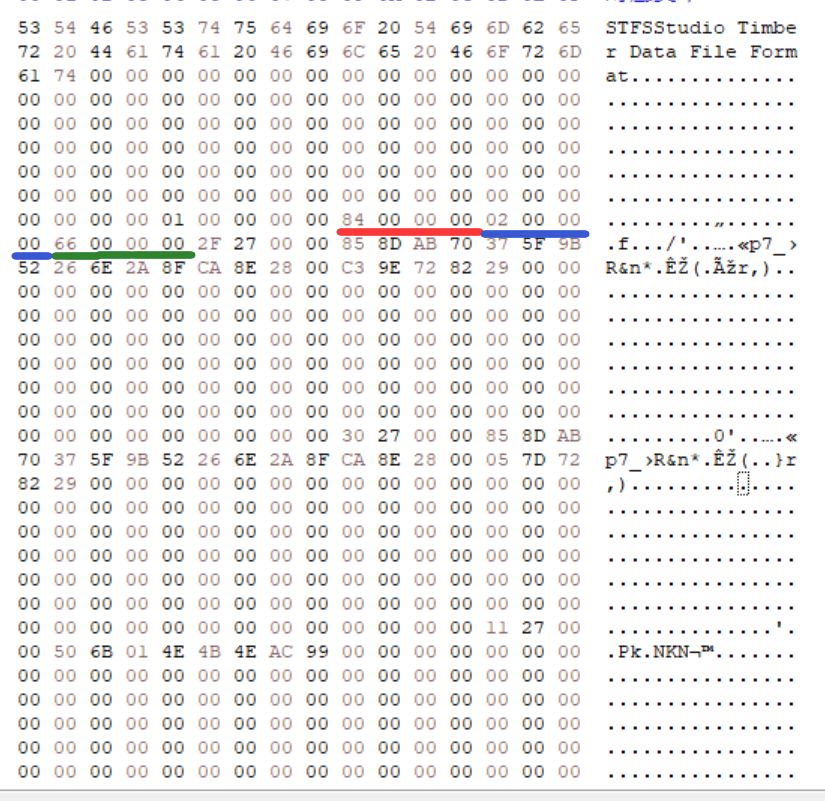 53 54 46 53 53 74 75 64 69 6F 20 54 69 6D 62 65 STFSStudio Timbe
72 20 44 61 74 61 20 46 69 6C 65 20 46 6F 72 6D r Data File Form
61 74 00 00 00 00 00 00 00 00 00 00 00 00 00 00 at..............
00 00 00 00 00 00 00 00 00 00 00 00 00 00 00 00 ................
00 00 00 00 00 00 00 00 00 00 00 00 00 00 00 00 ................
00 00 00 00 00 00 00 00 00 00 00 00 00 00 00 00 ................
00 00 00 00 00 00 00 00 00 00 00 00 00 00 00 00 ................
00 00 00 00 00 00 00 00 00 00 00 00 00 00 00 00 ................
00 00 00 00 01 00 00 00 00 84 00 00 00 02 00 00 .........„......
00 66 00 00 00 2F 27 00 00 85 8D AB 70 37 5F 9B .f.../'..….«p7_›
52 26 6E 2A 8F CA 8E 28 00 C3 9E 72 82 29 00 00 R&n*.ÊŽ(.Ãžr‚)..
00 00 00 00 00 00 00 00 00 00 00 00 00 00 00 00 ................
00 00 00 00 00 00 00 00 00 00 00 00 00 00 00 00 ................
00 00 00 00 00 00 00 00 00 00 00 00 00 00 00 00 ................
00 00 00 00 00 00 00 00 00 00 00 00 00 00 00 00 ................
00 00 00 00 00 00 00 00 00 00 00 00 00 00 00 00 ................
00 00 00 00 00 00 00 00 00 00 00 00 00 00 00 00 ................
00 00 00 00 00 00 00 00 00 30 27 00 00 85 8D AB .........0'..….«
70 37 5F 9B 52 26 6E 2A 8F CA 8E 28 00 05 7D 72 p7_›R&n*.ÊŽ(..}r
82 29 00 00 00 00 00 00 00 00 00 00 00 00 00 00 ‚)..............
00 00 00 00 00 00 00 00 00 00 00 00 00 00 00 00 ................
00 00 00 00 00 00 00 00 00 00 00 00 00 00 00 00 ................
00 00 00 00 00 00 00 00 00 00 00 00 00 00 00 00 ................
00 00 00 00 00 00 00 00 00 00 00 00 00 00 00 00 ................
00 00 00 00 00 00 00 00 00 00 00 00 00 00 00 00 ................
00 00 00 00 00 00 00 00 00 00 00 00 00 11 27 00 ..............'.
00 50 6B 01 4E 4B 4E AC 99 00 00 00 00 00 00 00 .Pk.NKN¬™.......
00 00 00 00 00 00 00 00 00 00 00 00 00 00 00 00 ................
00 00 00 00 00 00 00 00 00 00 00 00 00 00 00 00 ................
00 00 00 00 00 00 00 00 00 00 00 00 00 00 00 00 ................
00 00 00 00 00 00 00 00 00 00 00 00 00 00 00 00 ................
00 00 00 00 00 00 00 00 00 00 00 00 00 00 00 00 ................